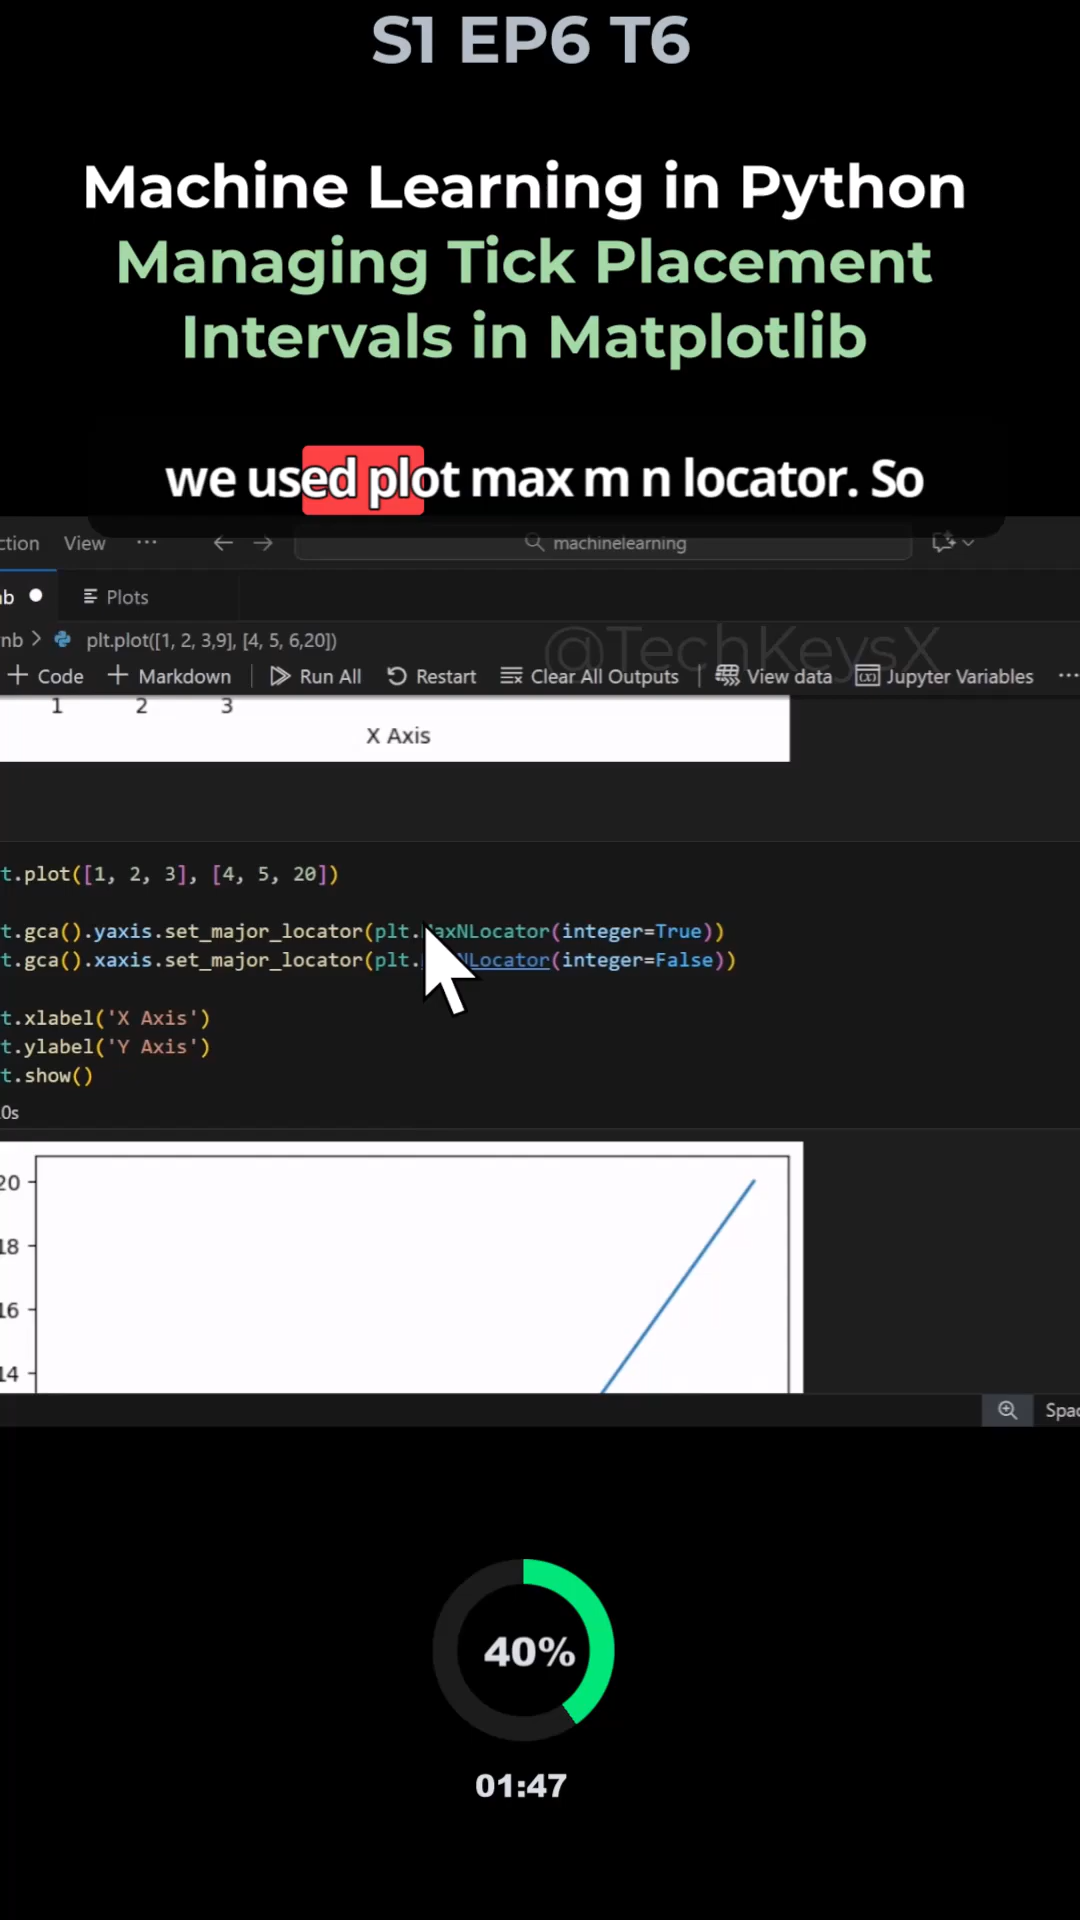 S1 EP6 T6
Machine Learning in Python
Managing Tick Placement
Intervals in Matplotlib
we used plot max m n locator. So
ction View ··· ← → machinelearning
nb ● Plots
nb > plt.plot([1, 2, 3,9], [4, 5, 6,20])
@TechKeysX
+ Code + Markdown | Run All Restart Clear All Outputs | View data Jupyter Variables ···
1 2 3
X Axis
t.plot([1, 2, 3], [4, 5, 20])
t.gca().yaxis.set_major_locator(plt.MaxNLocator(integer=True))
t.gca().xaxis.set_major_locator(plt. NLocator(integer=False))
t.xlabel('X Axis')
t.ylabel('Y Axis')
t.show()
0s
20
18
16
14
Spac
40%
01:47